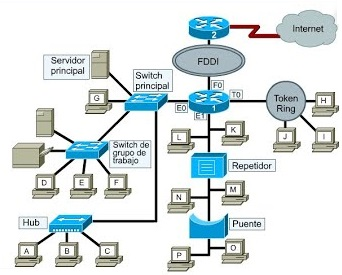 Internet
2
FDDI
Servidor
principal
Switch
principal
G
F0
E0
1
T0
E1
Token
Ring
H
J
I
L
K
Switch de
grupo de
trabajo
D
E
F
Repetidor
N
M
Hub
Puente
A
B
C
P
O